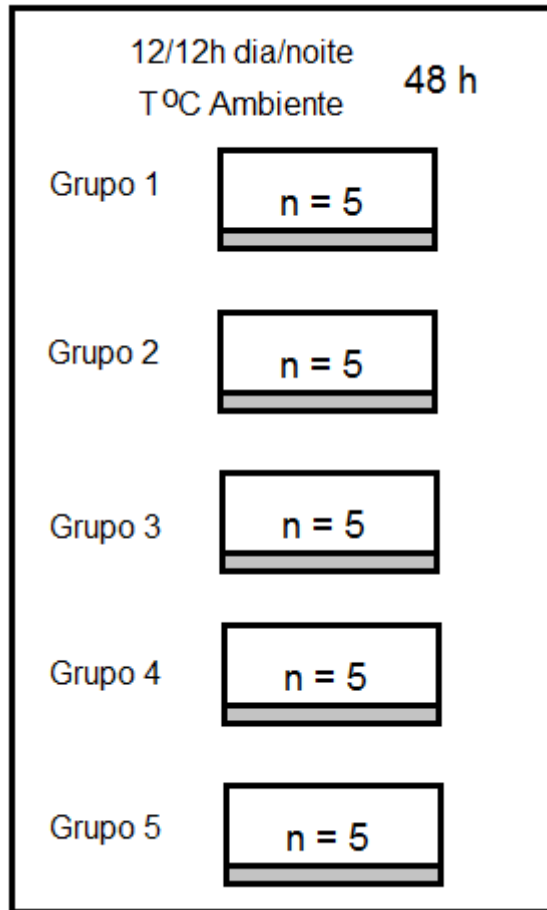 12/12h dia/noite
48 h
TºC Ambiente
Grupo 1
n = 5
Grupo 2
n = 5
Grupo 3
n = 5
Grupo 4
n = 5
Grupo 5
n = 5